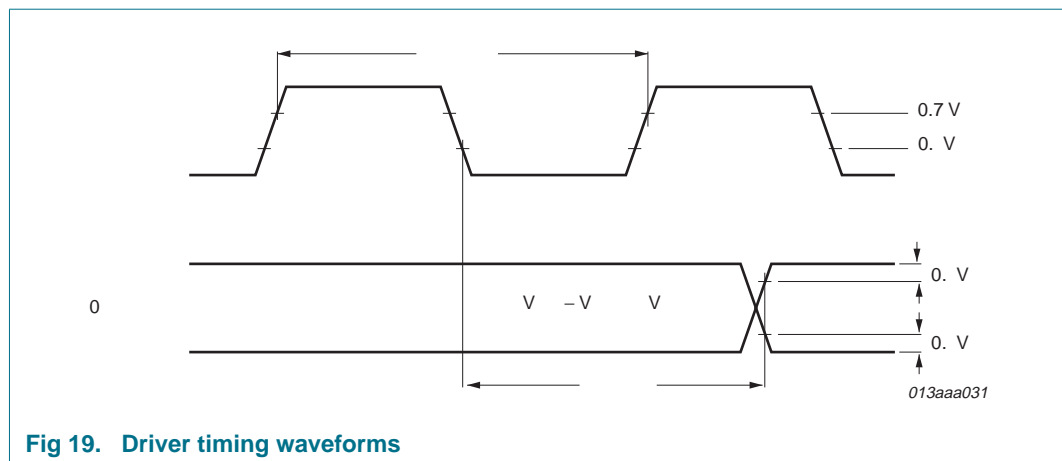 0.7 V
0. V
0. V
0 V – V V
0. V
013aaa031
Fig 19. Driver timing waveforms